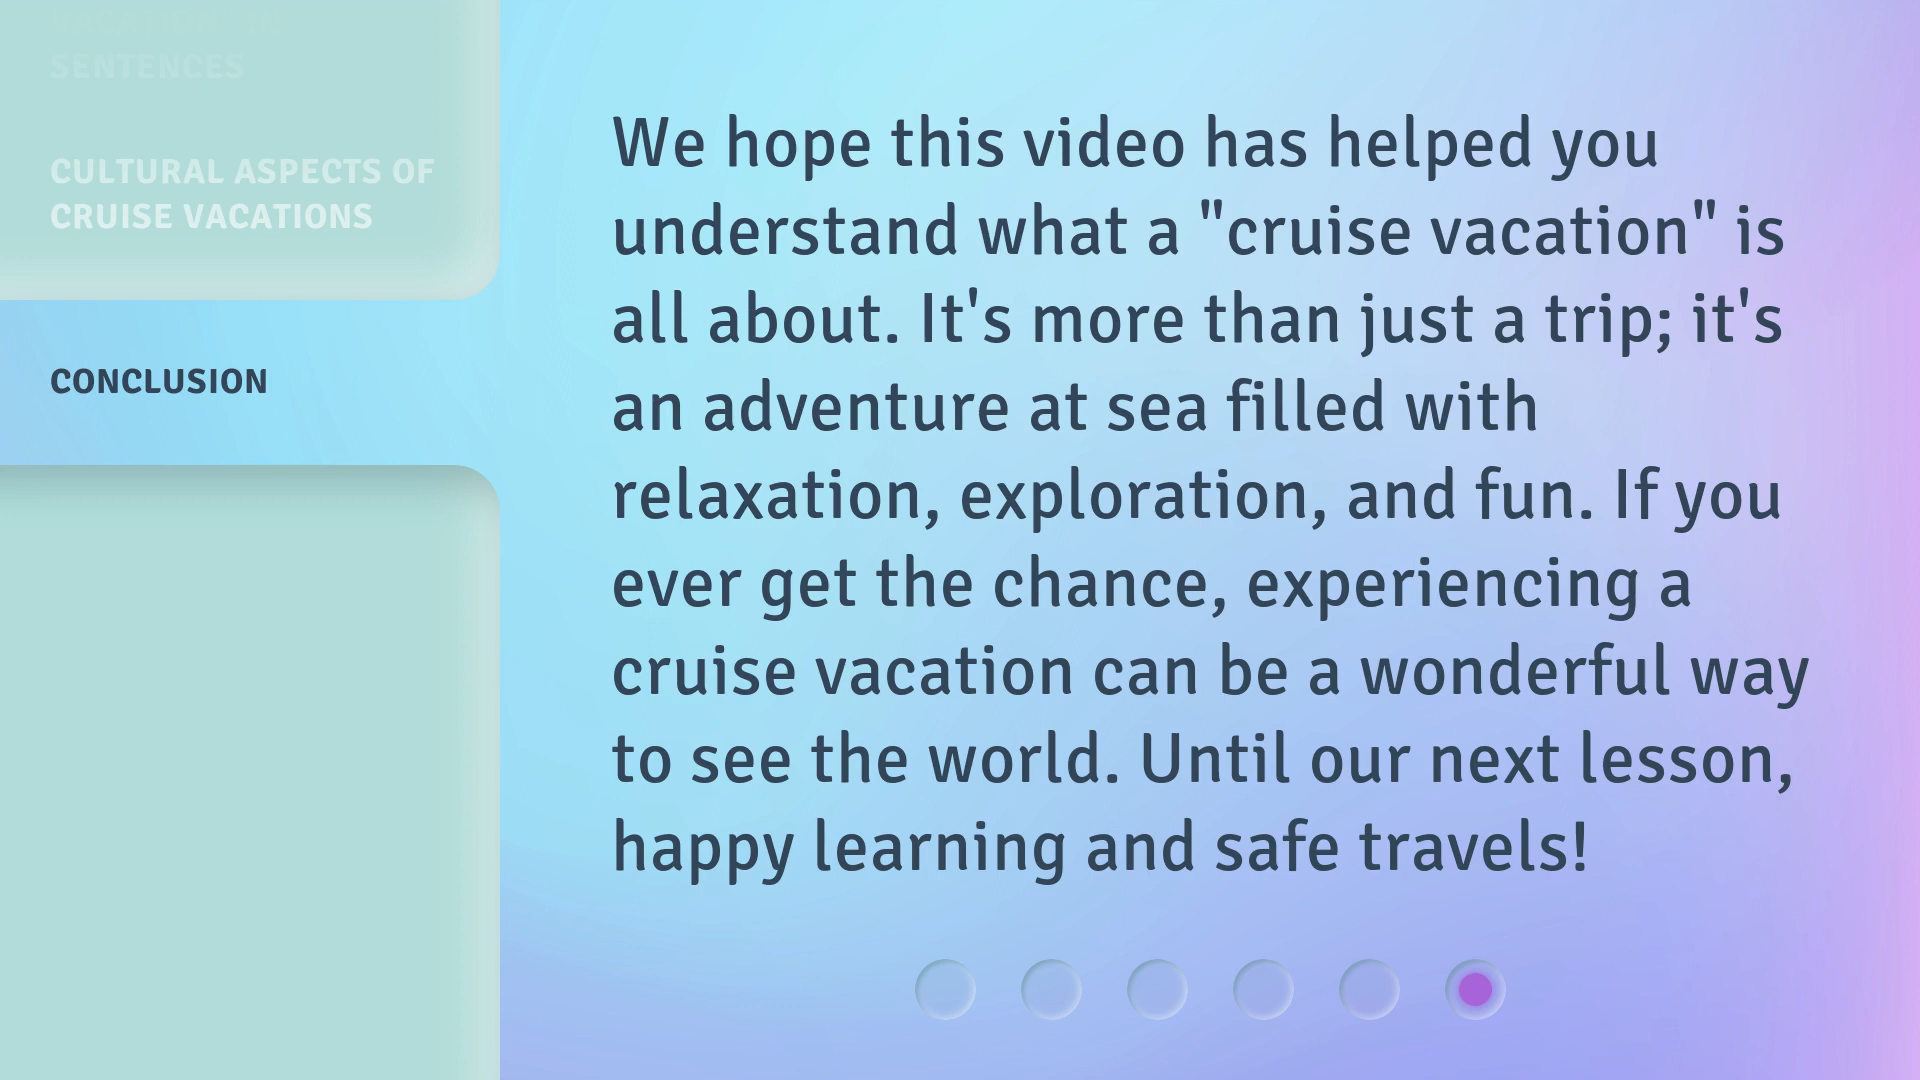 SENTENCES
CULTURAL ASPECTS OF
CRUISE VACATIONS
CONCLUSION
We hope this video has helped you
understand what a "cruise vacation" is
all about. It's more than just a trip; it's
an adventure at sea filled with
relaxation, exploration, and fun. If you
ever get the chance, experiencing a
cruise vacation can be a wonderful way
to see the world. Until our next lesson,
happy learning and safe travels!